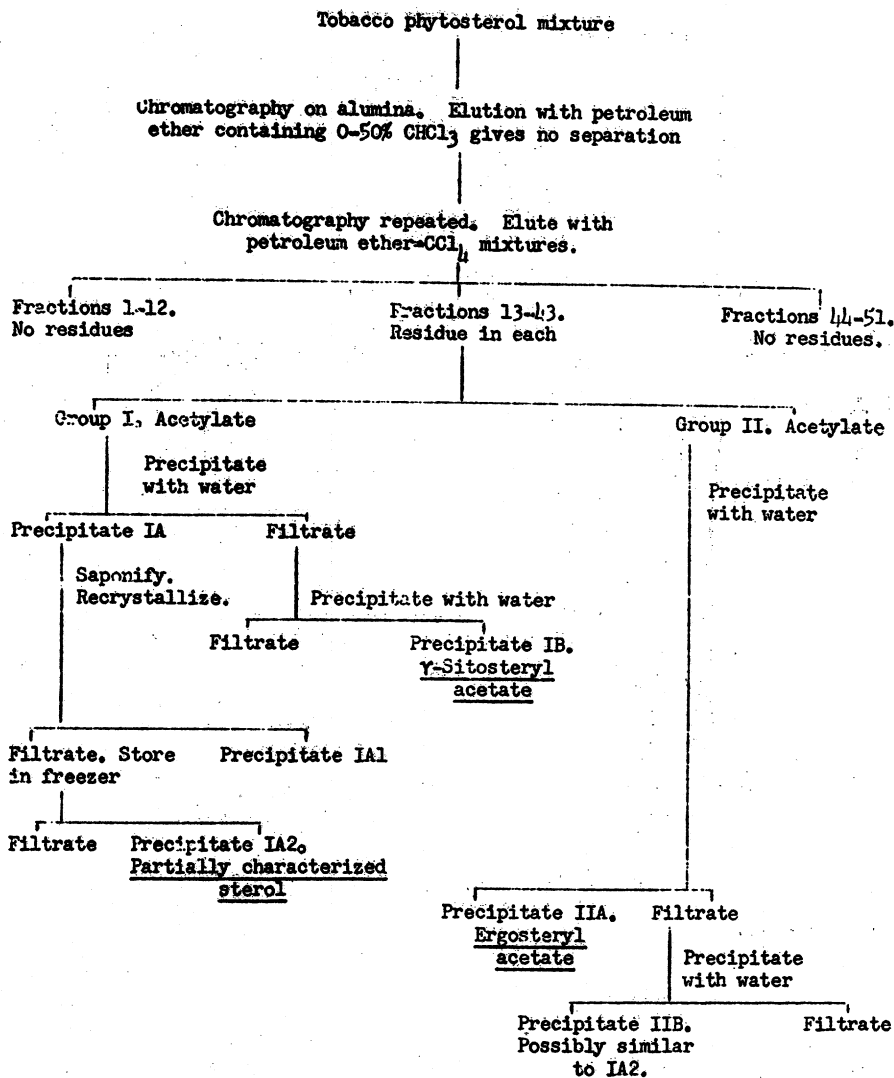 Tobacco phytosterol mixture
Chromatography on alumina. Elution with petroleum
ether containing 0-50% CHCl3 gives no separation
Chromatography repeated. Elute with
petroleum ether-CCl4 mixtures.
Fractions 1-12.
No residues
Fractions 13-43.
Residue in each
Fractions 44-51.
No residues.
Group I, Acetylate
Group II. Acetylate
Precipitate
with water
Precipitate
with water
Precipitate IA
Filtrate
Saponify.
Recrystallize.
Precipitate with water
Filtrate
Precipitate IB.
γ-Sitosteryl
acetate
Filtrate. Store
in freezer
Precipitate IA1
Filtrate
Precipitate IA2.
Partially characterized
sterol
Precipitate IIA.
Ergosteryl
acetate
Filtrate
Precipitate
with water
Precipitate IIB.
Possibly similar
to IA2.
Filtrate